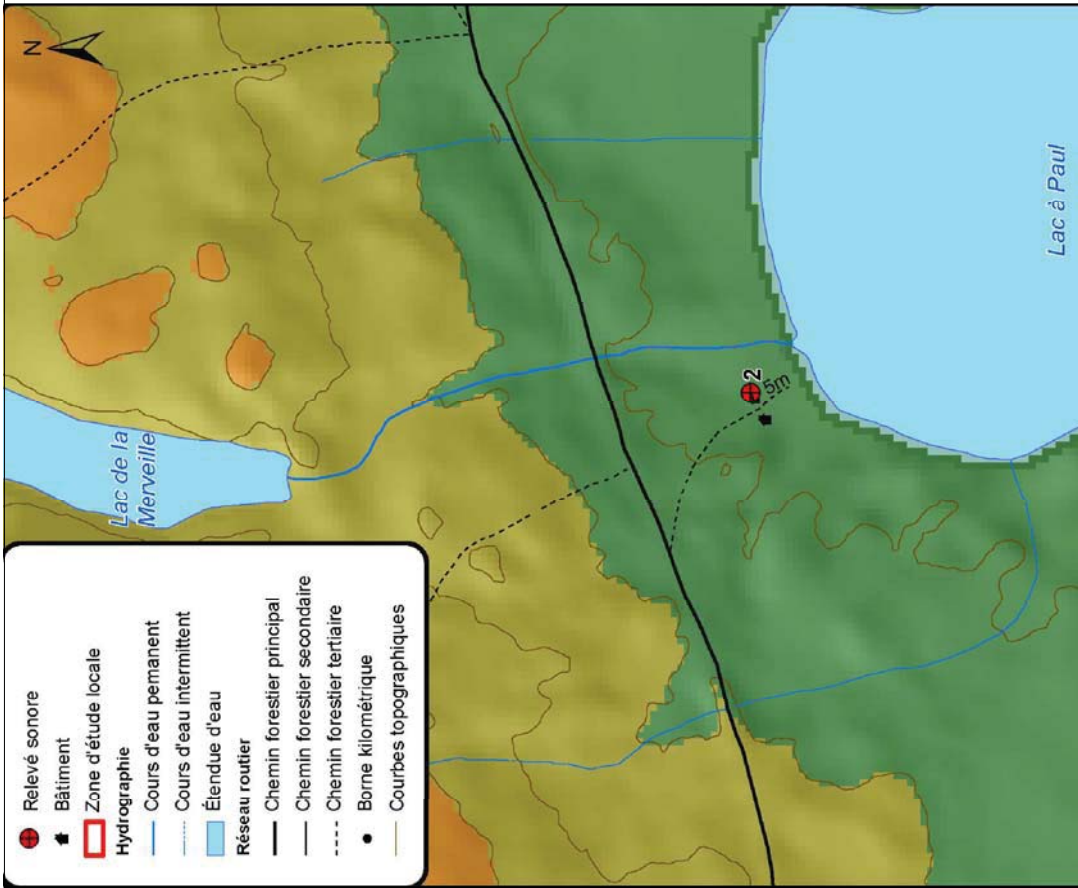 N
Lac de la
Merveille
Relevé sonore
Bâtiment
Zone d'étude locale
Hydrographie
Cours d'eau pemanent
Cours d'eau intermittent
Étendue d'eau
Réseau routier
Chemin forestier principal
Chemin forestier secondaire
Chemin forestier tertiaire
Borne kilométrique
Courbes topographiques
2
5m
Lac à Paul